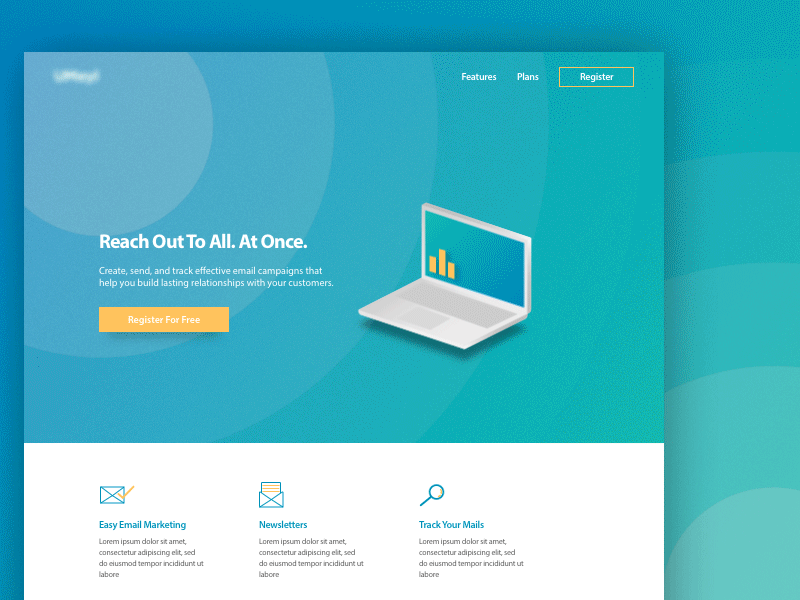 Features Plans Register
Reach Out To All. At Once.
Create, send, and track effective email campaigns that
help you build lasting relationships with your customers.
Register For Free
Easy Email Marketing
Lorem ipsum dolor sit amet,
consectetur adipiscing elit, sed
do eiusmod tempor incididunt ut
labore
Newsletters
Lorem ipsum dolor sit amet,
consectetur adipiscing elit, sed
do eiusmod tempor incididunt ut
labore
Track Your Mails
Lorem ipsum dolor sit amet,
consectetur adipiscing elit, sed
do eiusmod tempor incididunt ut
labore